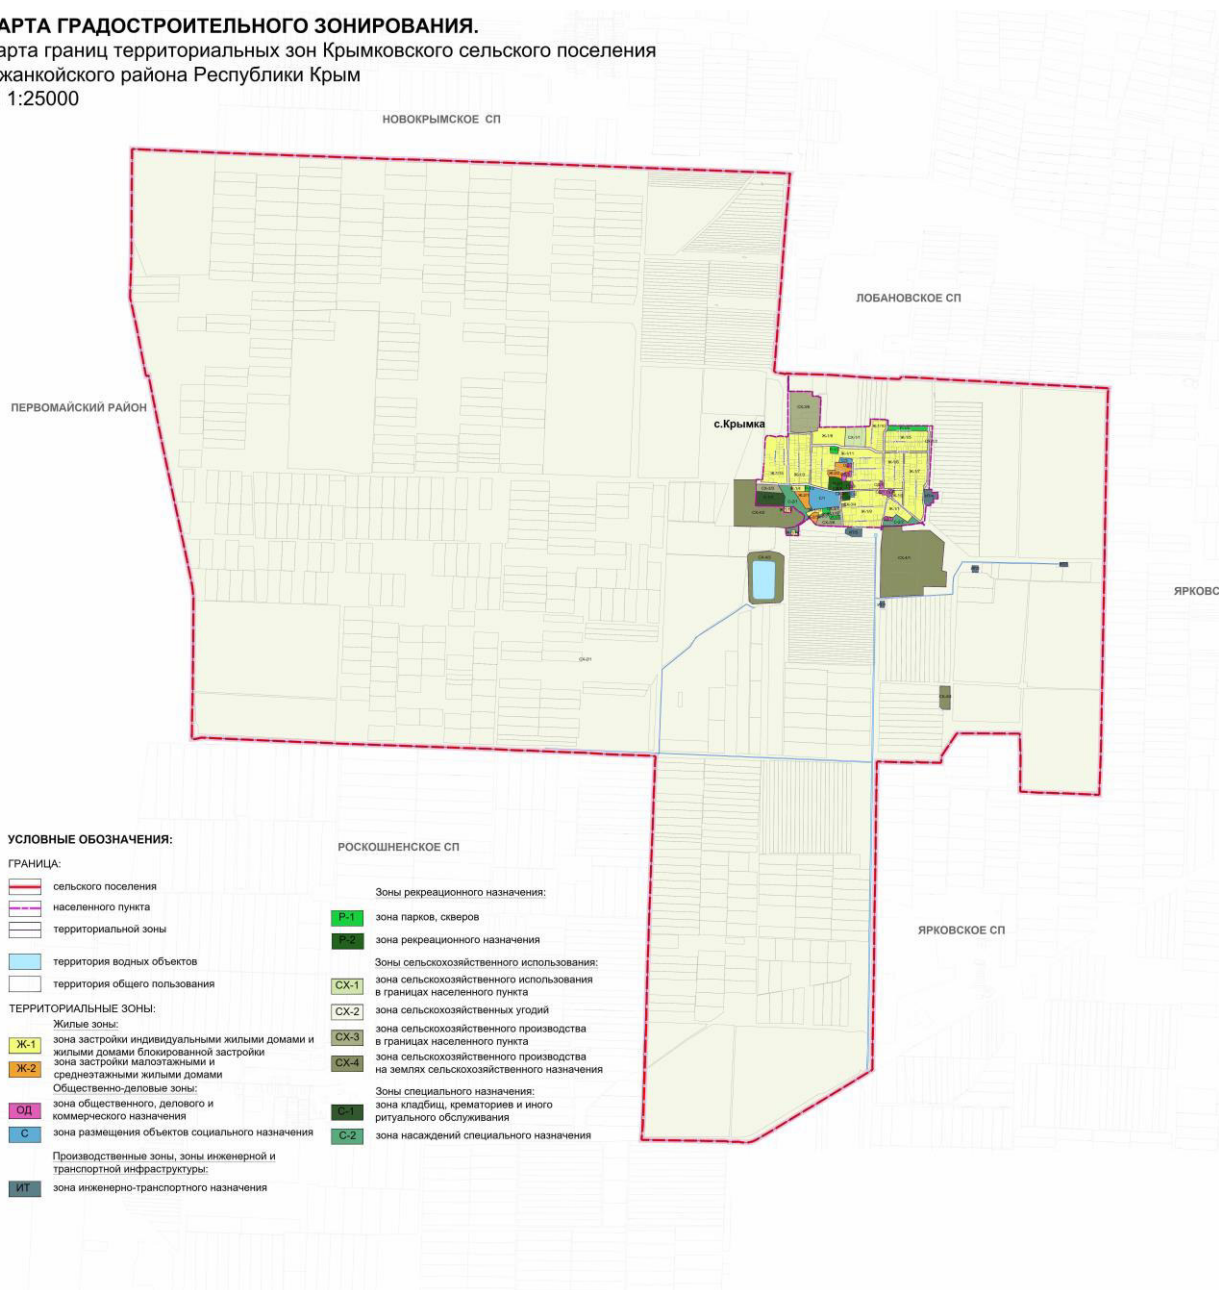 АРТА ГРАДОСТРОИТЕЛЬНОГО ЗОНИРОВАНИЯ.
арта границ территориальных зон Крымковского сельского поселения
жанкойского района Республики Крым
1:25000
НОВОКРЫМСКОЕ СП
ЛОБАНОВСКОЕ СП
ПЕРВОМАЙСКИЙ РАЙОН
с.Крымка
ЯРКОВС
РОСКОШНЕНСКОЕ СП
ЯРКОВСКОЕ СП
УСЛОВНЫЕ ОБОЗНАЧЕНИЯ:
ГРАНИЦА:
сельского поселения
населенного пункта
территориальной зоны
территория водных объектов
территория общего пользования
ТЕРРИТОРИАЛЬНЫЕ ЗОНЫ:
Жилые зоны:
Ж-1 зона застройки индивидуальными жилыми домами и
жилыми домами блокированной застройки
Ж-2 зона застройки малоэтажными и
среднеэтажными жилыми домами
Общественно-деловые зоны:
ОД зона общественного, делового и
коммерческого назначения
С зона размещения объектов социального назначения
Производственные зоны, зоны инженерной и
транспортной инфраструктуры:
ИТ зона инженерно-транспортного назначения
Зоны рекреационного назначения:
Р-1 зона парков, скверов
Р-2 зона рекреационного назначения
Зоны сельскохозяйственного использования:
СХ-1 зона сельскохозяйственного использования
в границах населенного пункта
СХ-2 зона сельскохозяйственных угодий
СХ-3 зона сельскохозяйственного производства
в границах населенного пункта
СХ-4 зона сельскохозяйственного производства
на землях сельскохозяйственного назначения
Зоны специального назначения:
С-1 зона кладбищ, крематориев и иного
ритуального обслуживания
С-2 зона насаждений специального назначения